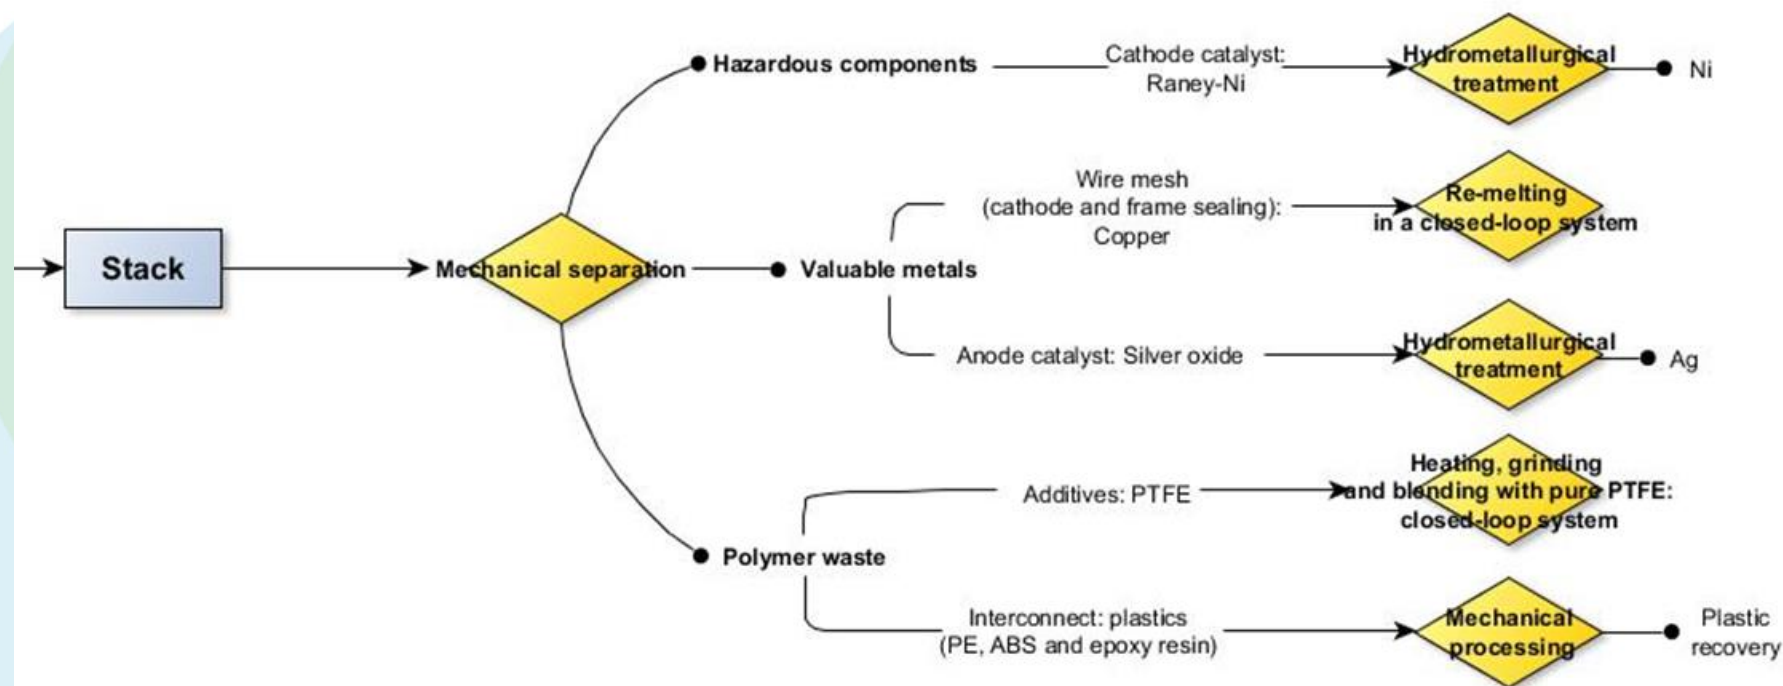 Stack
Mechanical separation
Hazardous components
Cathode catalyst:
Raney-Ni
Hydrometallurgical
treatment
Ni
Valuable metals
Wire mesh
(cathode and frame sealing):
Copper
Re-melting
in a closed-loop system
Anode catalyst: Silver oxide
Hydrometallurgical
treatment
Ag
Polymer waste
Additives: PTFE
Heating, grinding
and blending with pure PTFE:
closed-loop system
Interconnect: plastics
(PE, ABS and epoxy resin)
Mechanical
processing
Plastic
recovery